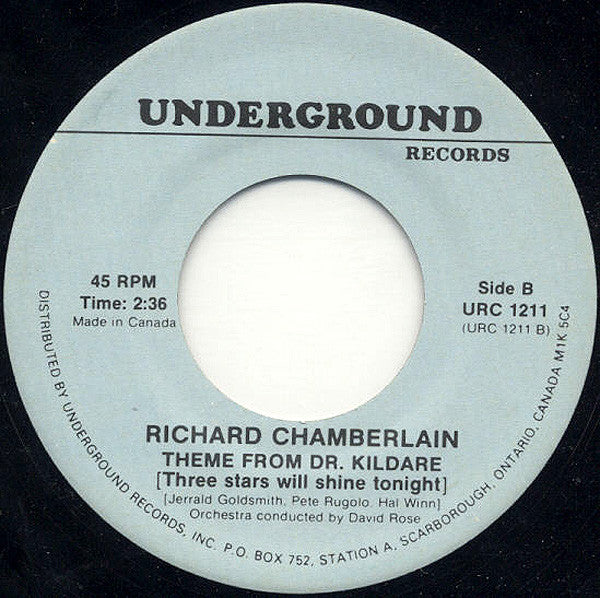 UNDERGROUND
RECORDS
45 RPM
Time: 2:36
Made in Canada
Side B
URC 1211
(URC 1211 B)
RICHARD CHAMBERLAIN
THEME FROM DR. KILDARE
[Three stars will shine tonight]
[Jerrald Goldsmith, Pete Rugolo, Hal Winn]
Orchestra conducted by David Rose
DISTRIBUTED BY UNDERGROUND RECORDS, INC. P.O. BOX 752, STATION A, SCARBOROUGH, ONTARIO, CANADA M1K 5C4